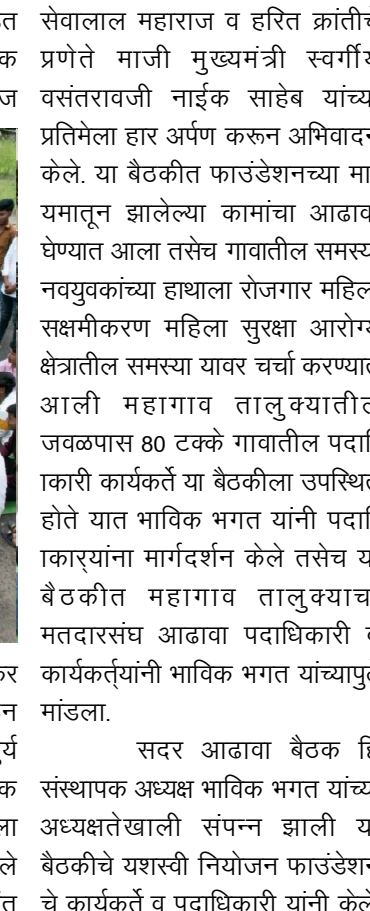 सेवालाल महाराज व हरित क्रांतीचे
प्रणेते माजी मुख्यमंत्री स्वर्गीय
वसंतरावजी नाईक साहेब यांच्या
प्रतिमेला हार अर्पण करून अभिवादन
केले. या बैठकीत फाउंडेशनच्या मा
यमातून झालेल्या कामांचा आढावा
घेण्यात आला तसेच गावातील समस्या
नवयुवकांच्या हाथाला रोजगार महिला
सक्षमीकरण महिला सुरक्षा आरोग्य
क्षेत्रातील समस्या यावर चर्चा करण्यात
आली महागाव तालुक्यातील
जवळपास 80 टक्के गावातील पदाि
ाकारी कार्यकर्ते या बैठकीला उपस्थित
होते यात भाविक भगत यांनी पदाि
ाकाऱ्यांना मार्गदर्शन केले तसेच या
बैठकीत महागाव तालुक्याचा
मतदारसंघ आढावा पदाधिकारी व
कार्यकर्त्यांनी भाविक भगत यांच्यापुढे
मांडला.
सदर आढावा बैठक हि
संस्थापक अध्यक्ष भाविक भगत यांच्या
अध्यक्षतेखाली संपन्न झाली या
बैठकीचे यशस्वी नियोजन फाउंडेशन
चे कार्यकर्ते व पदाधिकारी यांनी केले